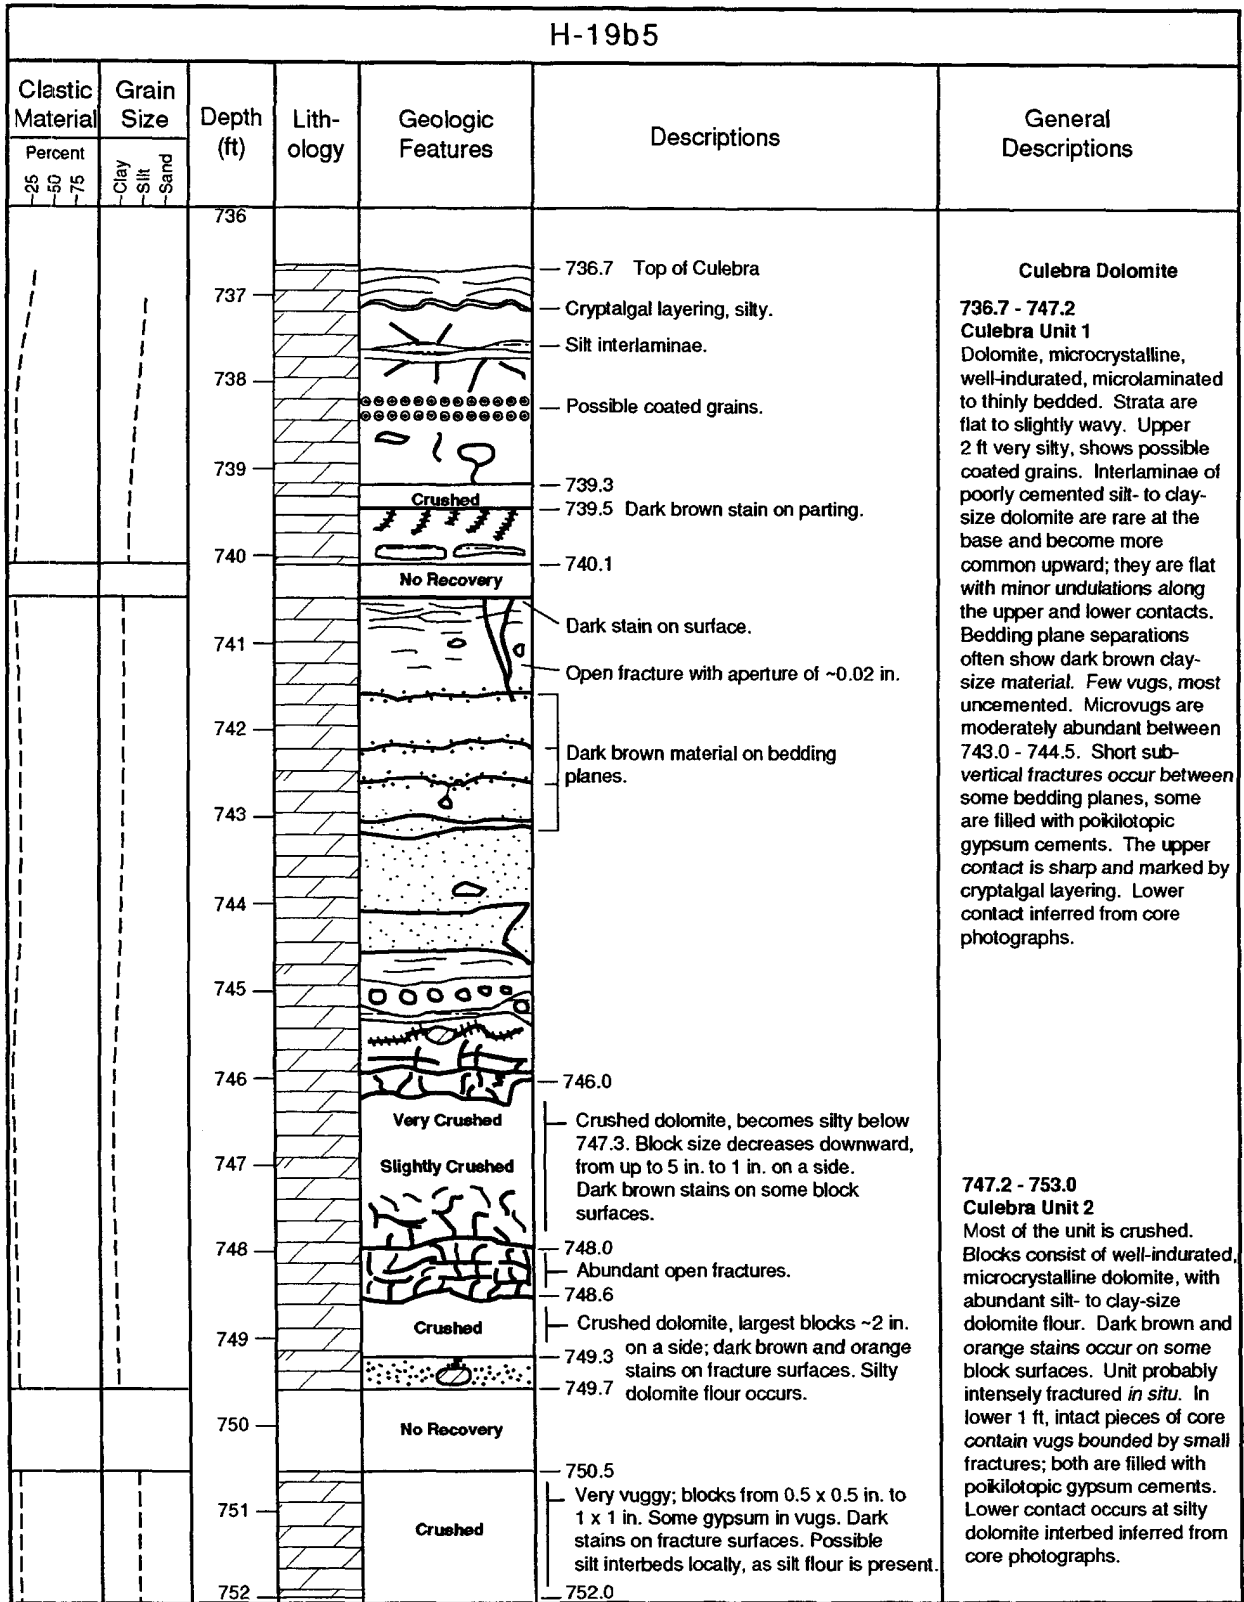 H-19b5
Clastic
Material
Grain
Size
Depth
(ft)
Lith-
ology
Geologic
Features
Descriptions
General
Descriptions
Percent
25
50
75
Clay
Silt
Sand
736
737
738
739
740
741
742
743
744
745
746
747
748
749
750
751
752
Crushed
No Recovery
Very Crushed
Slightly Crushed
Crushed
No Recovery
Crushed
736.7 Top of Culebra
Cryptalgal layering, silty.
Silt interlaminae.
Possible coated grains.
739.3
739.5 Dark brown stain on parting.
740.1
Dark stain on surface.
Open fracture with aperture of ~0.02 in.
Dark brown material on bedding
planes.
746.0
Crushed dolomite, becomes silty below
747.3. Block size decreases downward,
from up to 5 in. to 1 in. on a side.
Dark brown stains on some block
surfaces.
748.0
Abundant open fractures.
748.6
Crushed dolomite, largest blocks ~2 in.
on a side; dark brown and orange
749.3
stains on fracture surfaces. Silty
749.7
dolomite flour occurs.
750.5
Very vuggy; blocks from 0.5 x 0.5 in. to
1 x 1 in. Some gypsum in vugs. Dark
stains on fracture surfaces. Possible
silt interbeds locally, as silt flour is present.
752.0
Culebra Dolomite
736.7 - 747.2
Culebra Unit 1
Dolomite, microcrystalline,
well-indurated, microlaminated
to thinly bedded. Strata are
flat to slightly wavy. Upper
2 ft very silty, shows possible
coated grains. Interlaminae of
poorly cemented silt- to clay-
size dolomite are rare at the
base and become more
common upward; they are flat
with minor undulations along
the upper and lower contacts.
Bedding plane separations
often show dark brown clay-
size material. Few vugs, most
uncemented. Microvugs are
moderately abundant between
743.0 - 744.5. Short sub-
vertical fractures occur between
some bedding planes, some
are filled with poikilotopic
gypsum cements. The upper
contact is sharp and marked by
cryptalgal layering. Lower
contact inferred from core
photographs.
747.2 - 753.0
Culebra Unit 2
Most of the unit is crushed.
Blocks consist of well-indurated,
microcrystalline dolomite, with
abundant silt- to clay-size
dolomite flour. Dark brown and
orange stains occur on some
block surfaces. Unit probably
intensely fractured in situ. In
lower 1 ft, intact pieces of core
contain vugs bounded by small
fractures; both are filled with
poikilotopic gypsum cements.
Lower contact occurs at silty
dolomite interbed inferred from
core photographs.